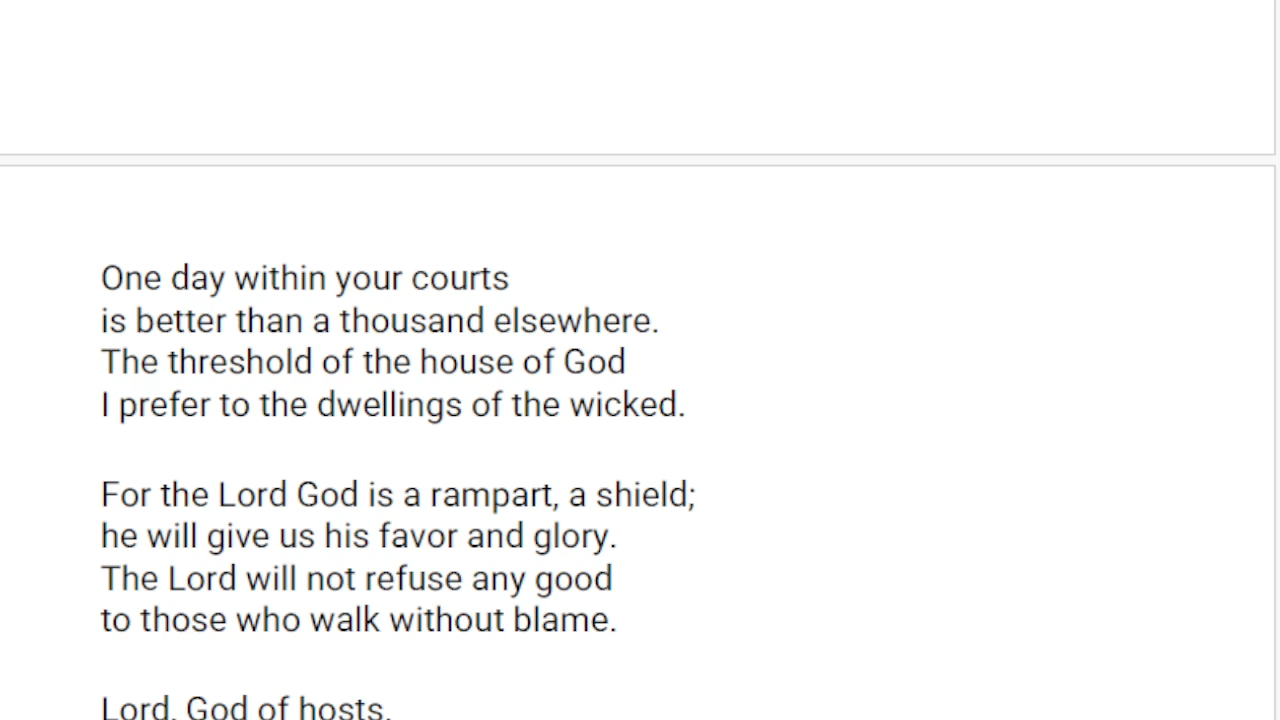 One day within your courts
is better than a thousand elsewhere.
The threshold of the house of God
I prefer to the dwellings of the wicked.
For the Lord God is a rampart, a shield;
he will give us his favor and glory.
The Lord will not refuse any good
to those who walk without blame.
Lord, God of hosts,